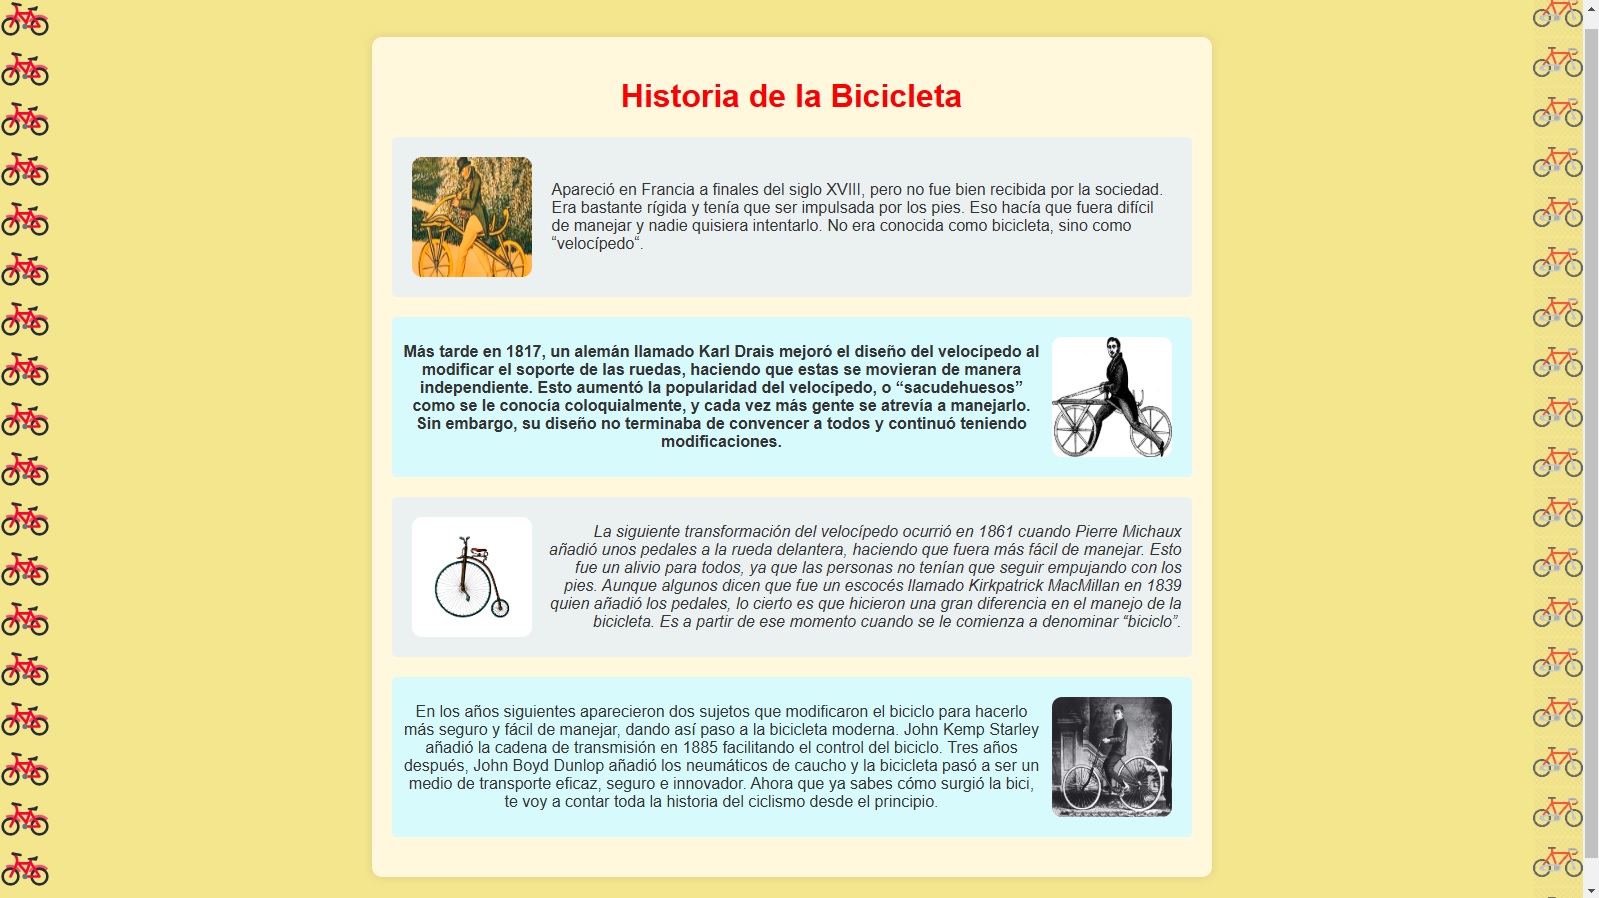 Historia de la Bicicleta
Apareció en Francia a finales del siglo XVIII, pero no fue bien recibida por la sociedad.
Era bastante rígida y tenía que ser impulsada por los pies. Eso hacía que fuera difícil
de manejar y nadie quisiera intentarlo. No era conocida como bicicleta, sino como
“velocípedo“.
Más tarde en 1817, un alemán llamado Karl Drais mejoró el diseño del velocípedo al
modificar el soporte de las ruedas, haciendo que estas se movieran de manera
independiente. Esto aumentó la popularidad del velocípedo, o “sacudehuesos”
como se le conocía coloquialmente, y cada vez más gente se atrevía a manejarlo.
Sin embargo, su diseño no terminaba de convencer a todos y continuó teniendo
modificaciones.
La siguiente transformación del velocípedo ocurrió en 1861 cuando Pierre Michaux
añadió unos pedales a la rueda delantera, haciendo que fuera más fácil de manejar. Esto
fue un alivio para todos, ya que las personas no tenían que seguir empujando con los
pies. Aunque algunos dicen que fue un escocés llamado Kirkpatrick MacMillan en 1839
quien añadió los pedales, lo cierto es que hicieron una gran diferencia en el manejo de la
bicicleta. Es a partir de ese momento cuando se le comienza a denominar “biciclo”.
En los años siguientes aparecieron dos sujetos que modificaron el biciclo para hacerlo
más seguro y fácil de manejar, dando así paso a la bicicleta moderna. John Kemp Starley
añadió la cadena de transmisión en 1885 facilitando el control del biciclo. Tres años
después, John Boyd Dunlop añadió los neumáticos de caucho y la bicicleta pasó a ser un
medio de transporte eficaz, seguro e innovador. Ahora que ya sabes cómo surgió la bici,
te voy a contar toda la historia del ciclismo desde el principio.